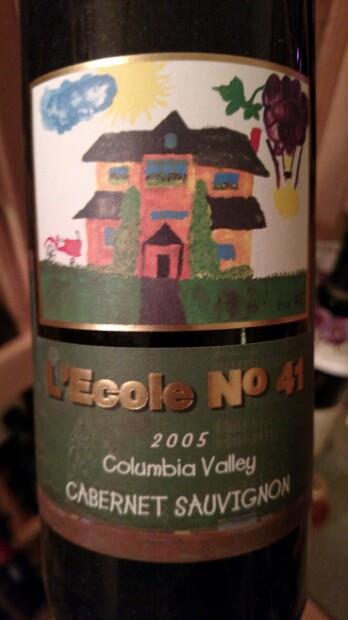 L'Ecole No 41
2005
Columbia Valley
CABERNET SAUVIGNON